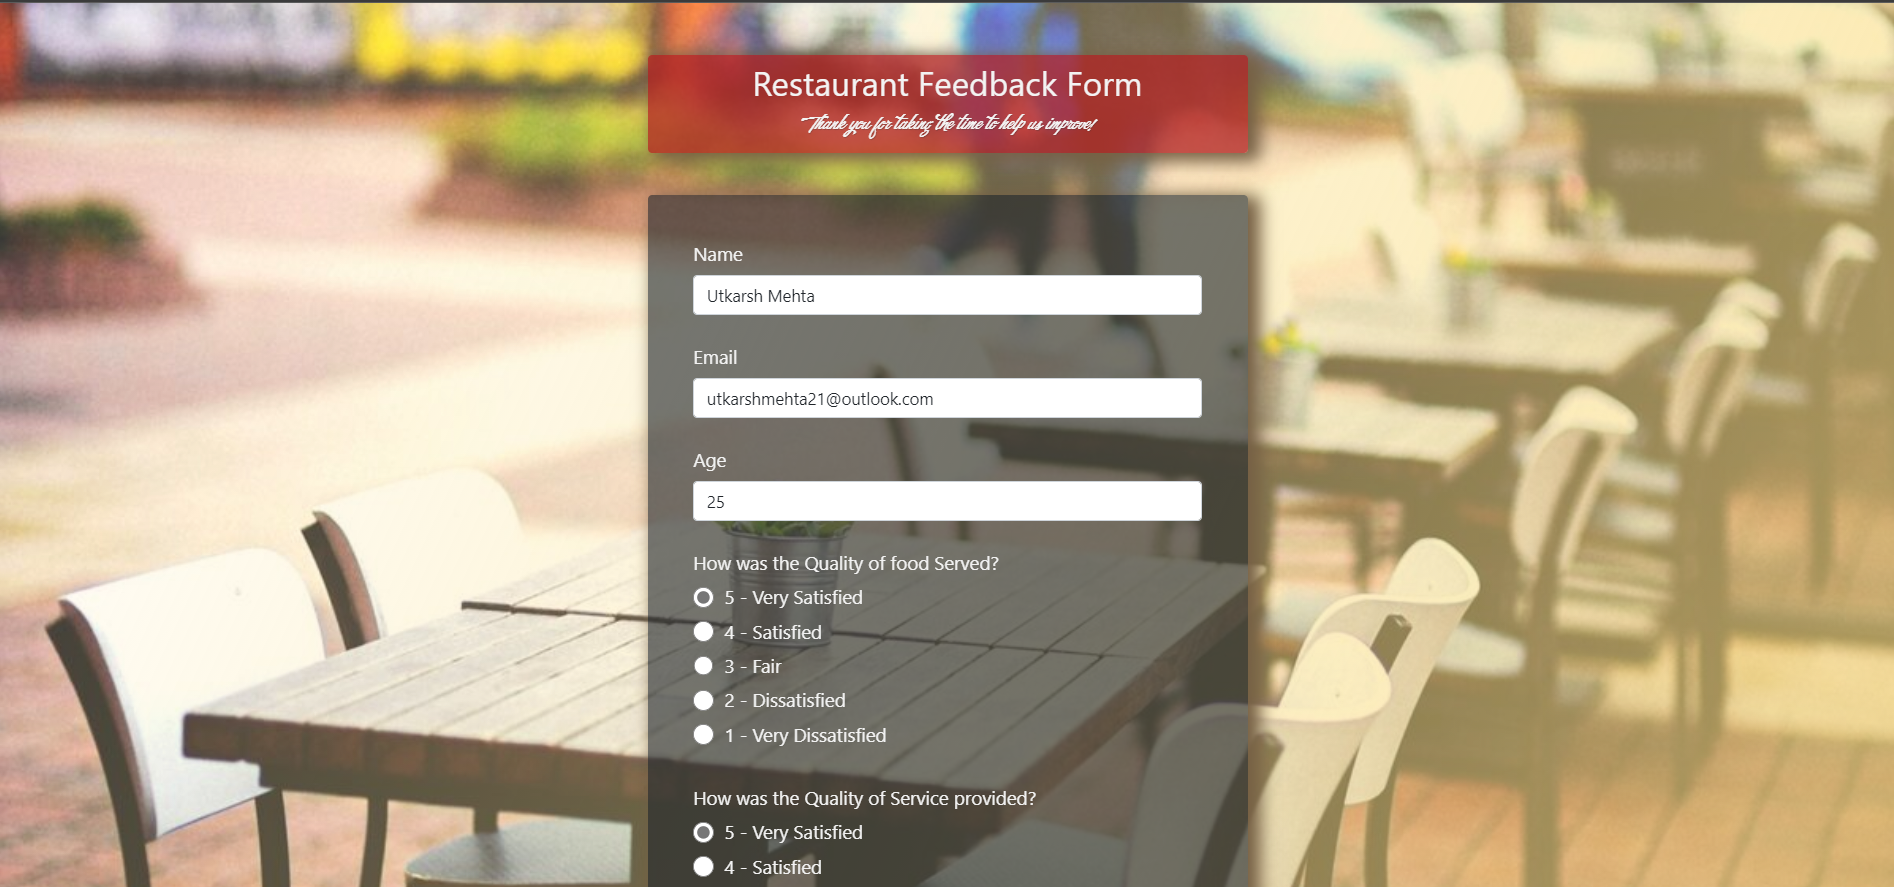 Restaurant Feedback Form
Thank you for taking the time to help us improve!
Name
Utkarsh Mehta
Email
utkarshmehta21@outlook.com
Age
25
How was the Quality of food Served?
5 - Very Satisfied
4 - Satisfied
3 - Fair
2 - Dissatisfied
1 - Very Dissatisfied
How was the Quality of Service provided?
5 - Very Satisfied
4 - Satisfied